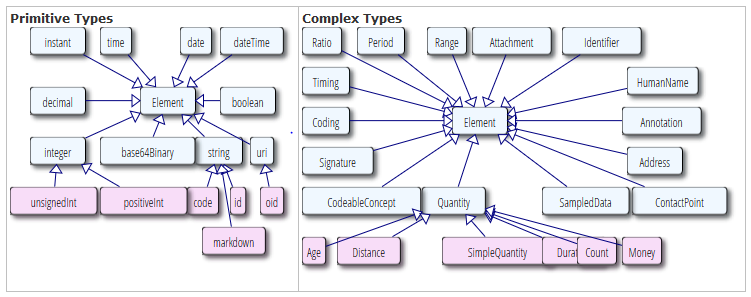 Primitive Types
instant
time
date
dateTime
decimal
Element
boolean
integer
base64Binary
string
uri
unsignedInt
positiveInt
code
id
oid
markdown
Complex Types
Ratio
Period
Range
Attachment
Identifier
Timing
HumanName
Coding
Element
Annotation
Signature
Address
CodeableConcept
Quantity
SampledData
ContactPoint
Age
Distance
SimpleQuantity
Durat
Count
Money